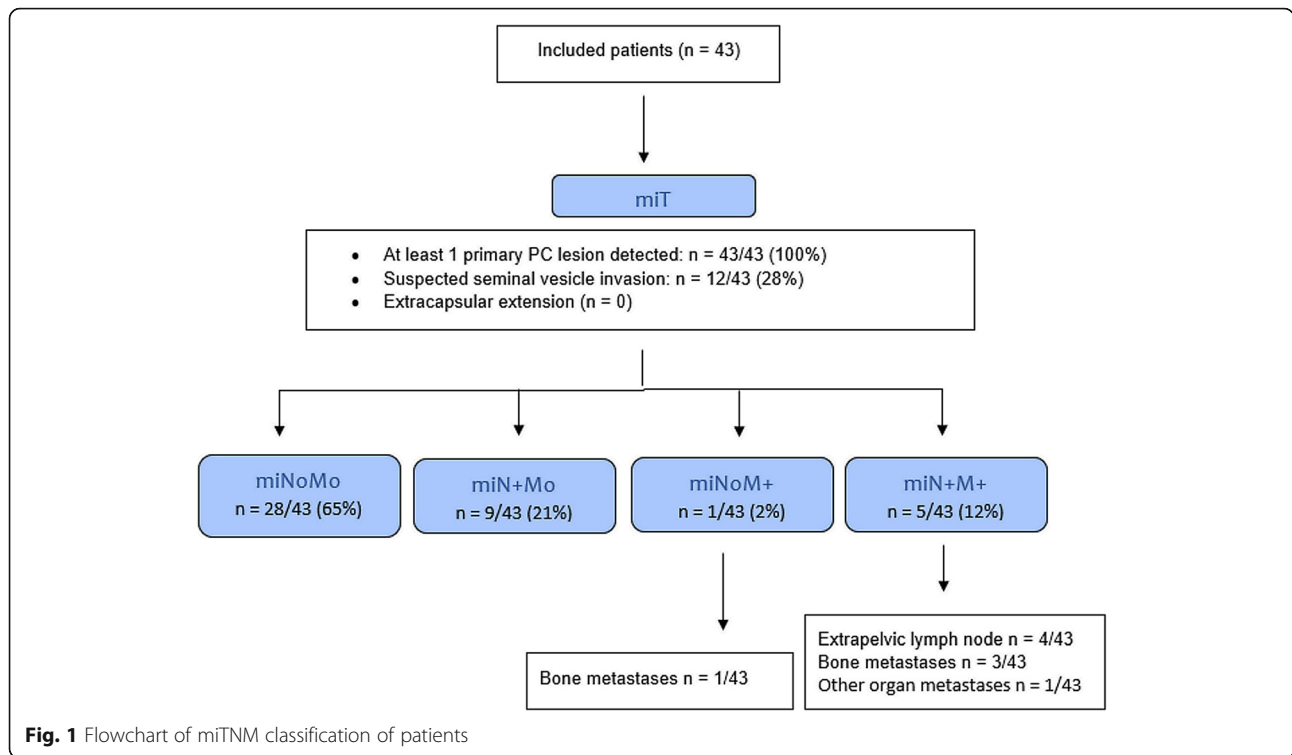 Included patients (n = 43)
miT
• At least 1 primary PC lesion detected: n = 43/43 (100%)
• Suspected seminal vesicle invasion: n = 12/43 (28%)
• Extracapsular extension (n = 0)
miNoMo
n = 28/43 (65%)
miN+Mo
n = 9/43 (21%)
miNoM+
n = 1/43 (2%)
miN+M+
n = 5/43 (12%)
Bone metastases n = 1/43
Extrapelvic lymph node n = 4/43
Bone metastases n = 3/43
Other organ metastases n = 1/43
Fig. 1 Flowchart of miTNM classification of patients